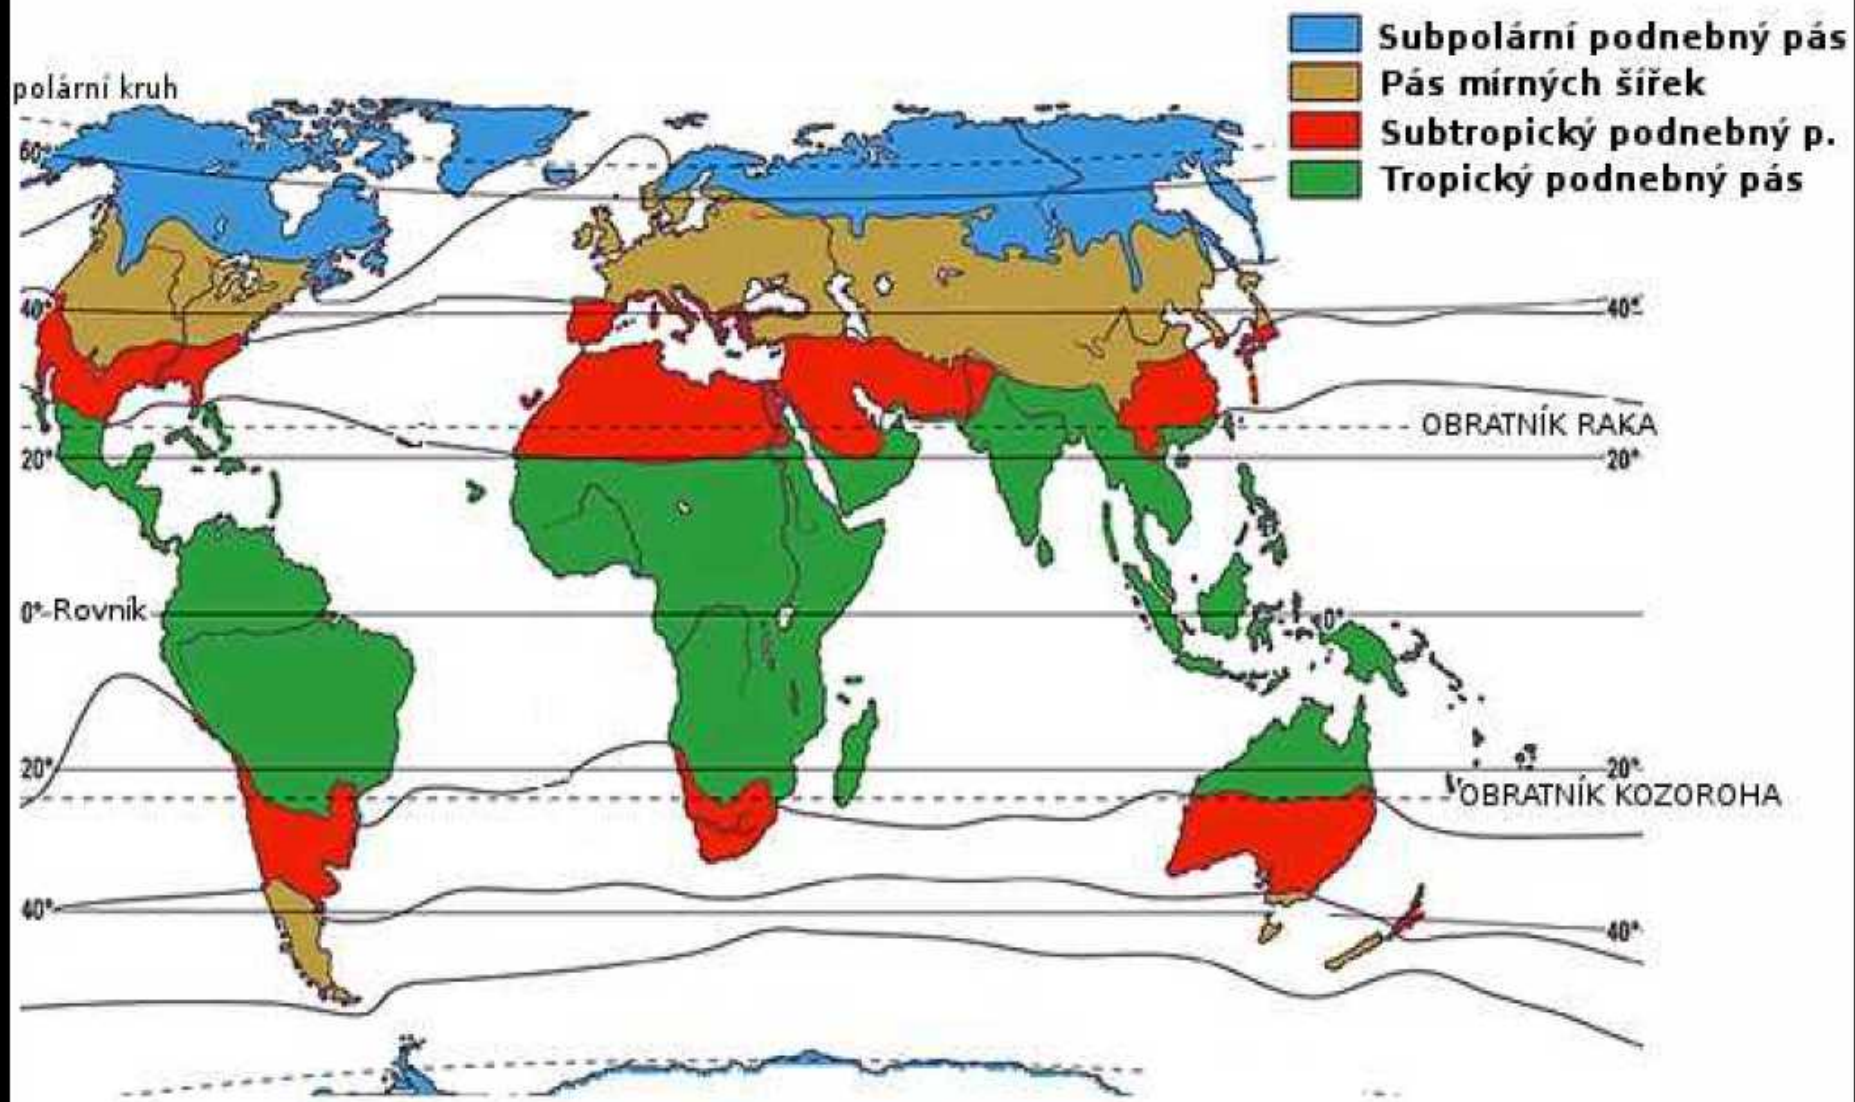 Subpolární podnebný pás
Pás mírných šířek
Subtropický podnebný p.
Tropický podnebný pás
polární kruh
60°
40°
40°
OBRATNÍK RAKA
20°
20°
0° Rovník
0°
20°
20°
OBRATNÍK KOZOROHA
40°
40°